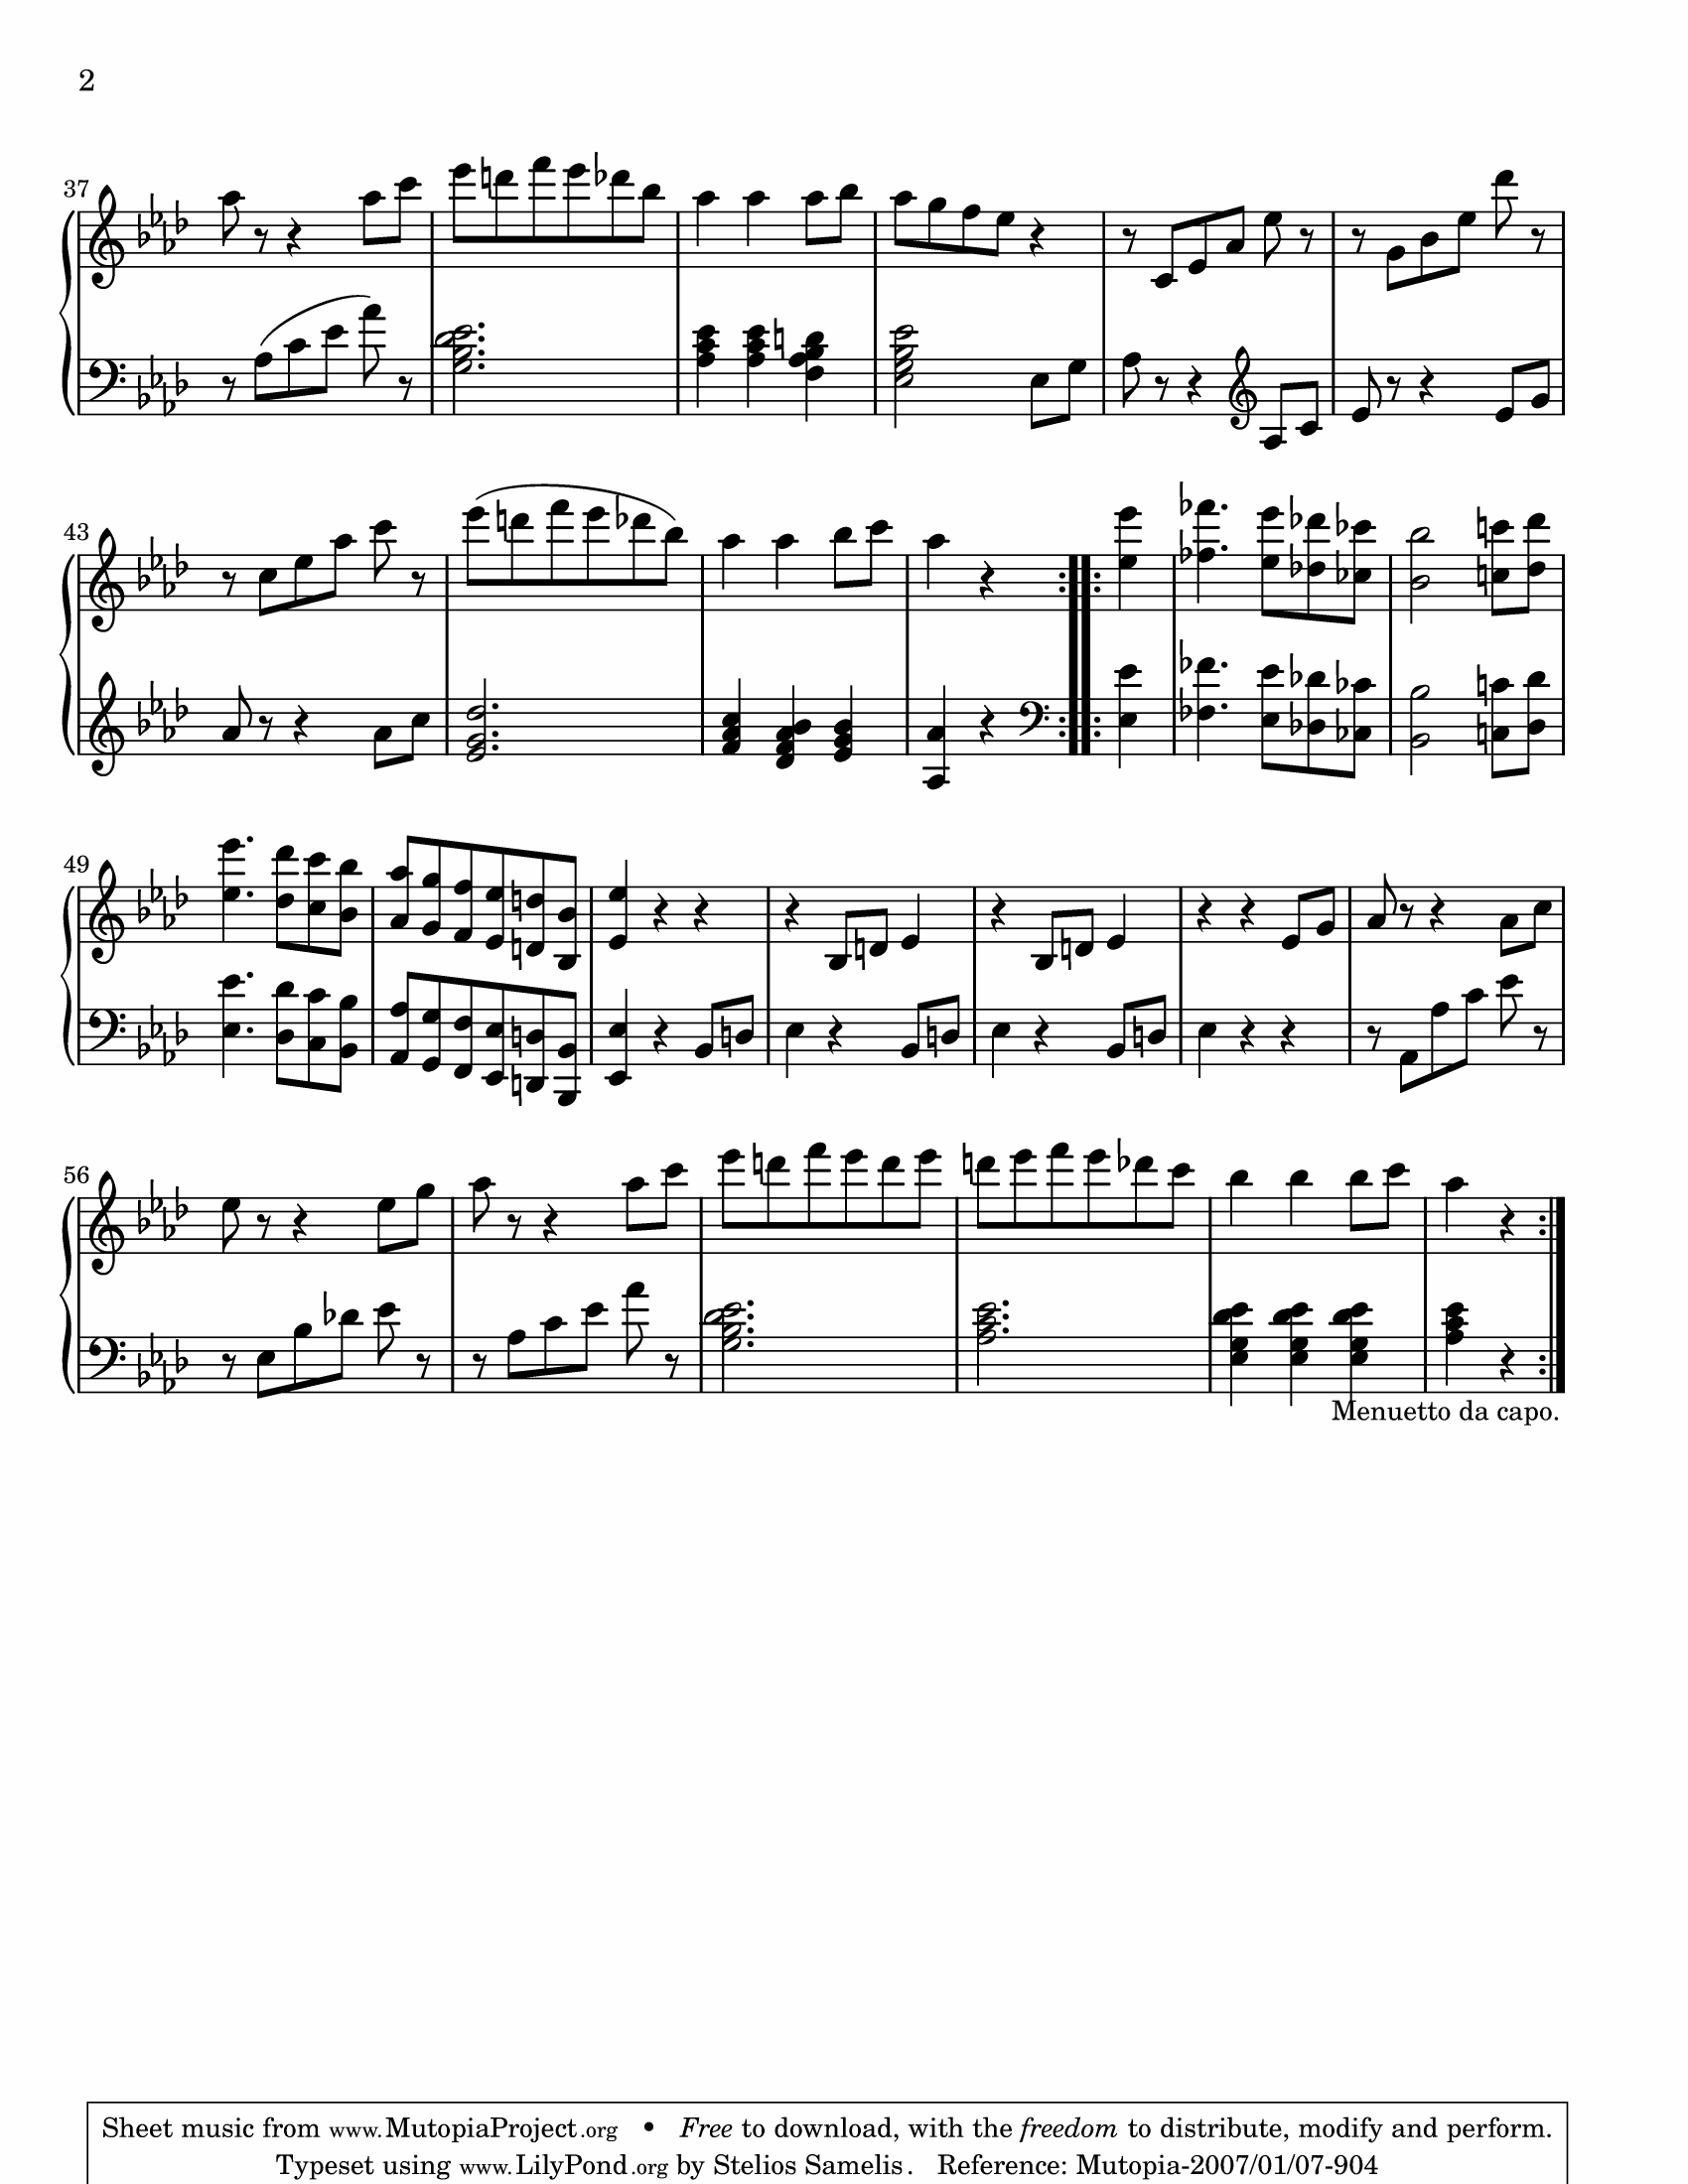 2
37
43
49
56
Menuetto da capo.
Sheet music from www.MutopiaProject.org • Free to download, with the freedom to distribute, modify and perform.
Typeset using www.LilyPond.org by Stelios Samelis. Reference: Mutopia-2007/01/07-904